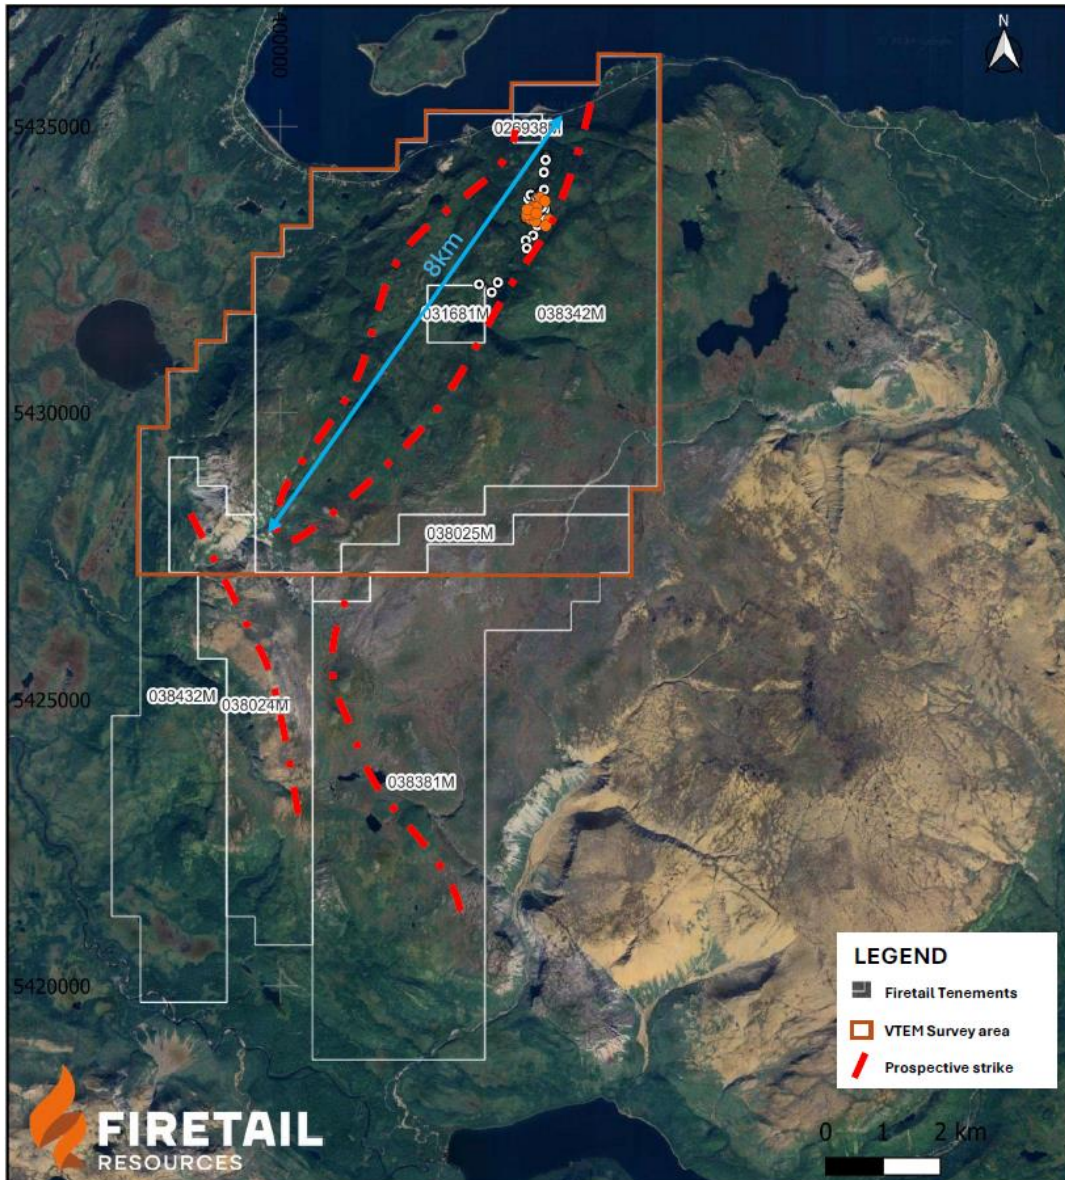 N
400000
5435000
026938M
8km
031681M
038342M
5430000
038025M
5425000
038432M
038024M
038381M
5420000
LEGEND
Firetail Tenements
VTEM Survey area
Prospective strike
FIRETAIL
RESOURCES
0 1 2 km